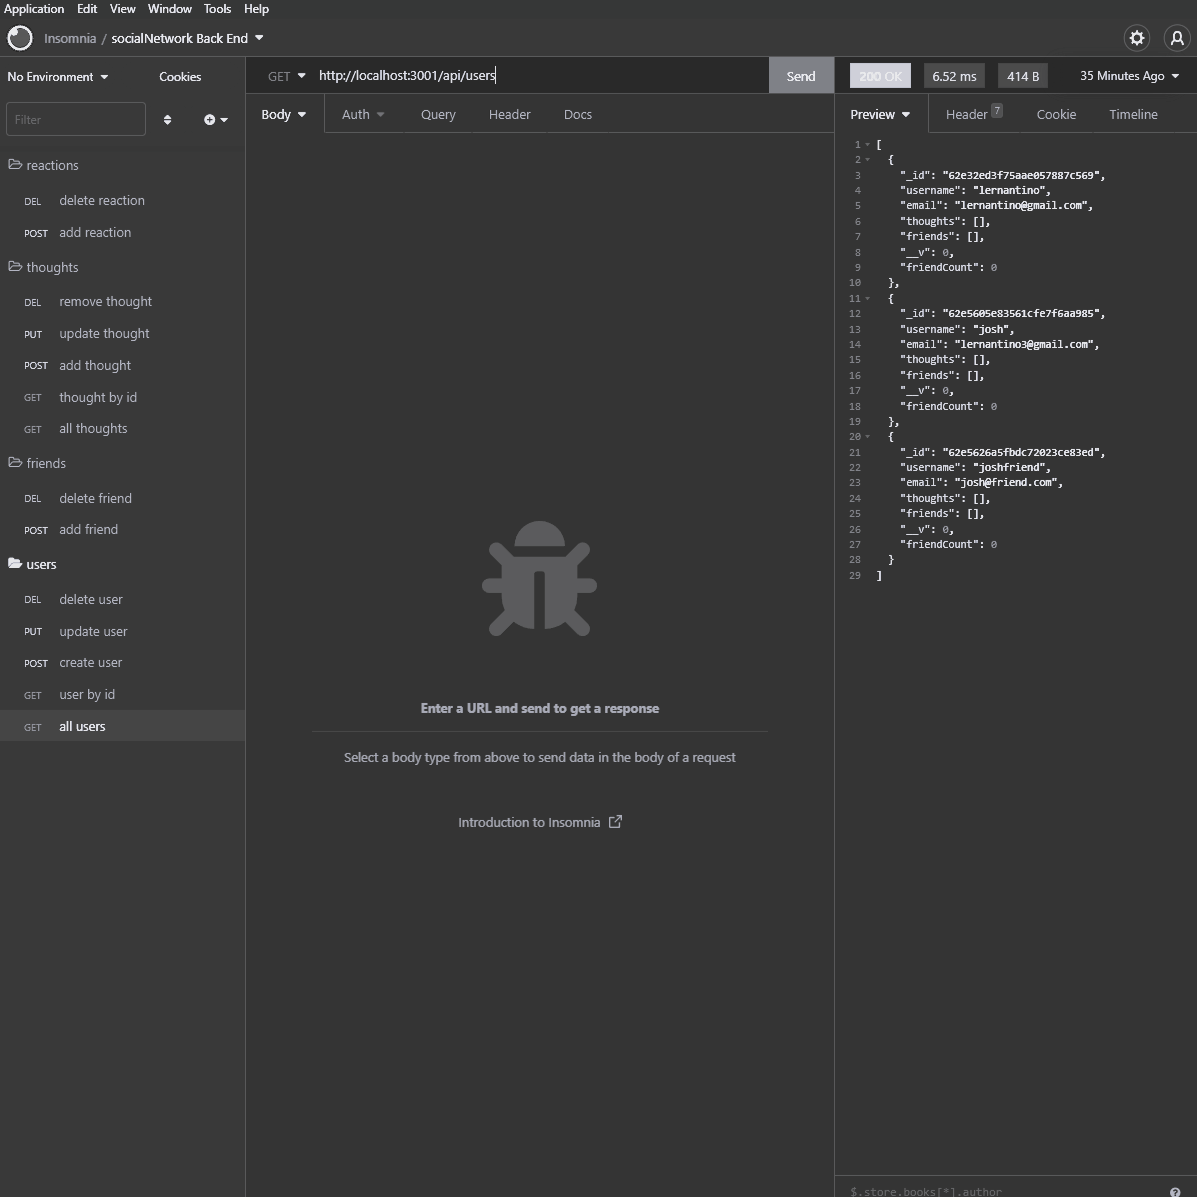 Application Edit View Window Tools Help
Insomnia / socialNetwork Back End
No Environment Cookies
Filter
reactions
DEL delete reaction
POST add reaction
thoughts
DEL remove thought
PUT update thought
POST add thought
GET thought by id
GET all thoughts
friends
DEL delete friend
POST add friend
users
DEL delete user
PUT update user
POST create user
GET user by id
GET all users
GET http://localhost:3001/api/users Send
Body Auth Query Header Docs
Enter a URL and send to get a response
Select a body type from above to send data in the body of a request
Introduction to Insomnia
200 OK 6.52 ms 414 B 35 Minutes Ago
Preview Header 7 Cookie Timeline
1 [
2 {
3 "_id": "62e32ed3f75aae057887c569",
4 "username": "lernantino",
5 "email": "lernantino@gmail.com",
6 "thoughts": [],
7 "friends": [],
8 "__v": 0,
9 "friendCount": 0
10 },
11 {
12 "_id": "62e5605e83561cfe7f6aa985",
13 "username": "josh",
14 "email": "lernantino3@gmail.com",
15 "thoughts": [],
16 "friends": [],
17 "__v": 0,
18 "friendCount": 0
19 },
20 {
21 "_id": "62e5626a5fbdc72023ce83ed",
22 "username": "joshfriend",
23 "email": "josh@friend.com",
24 "thoughts": [],
25 "friends": [],
26 "__v": 0,
27 "friendCount": 0
28 }
29 ]
$.store.books[*].author